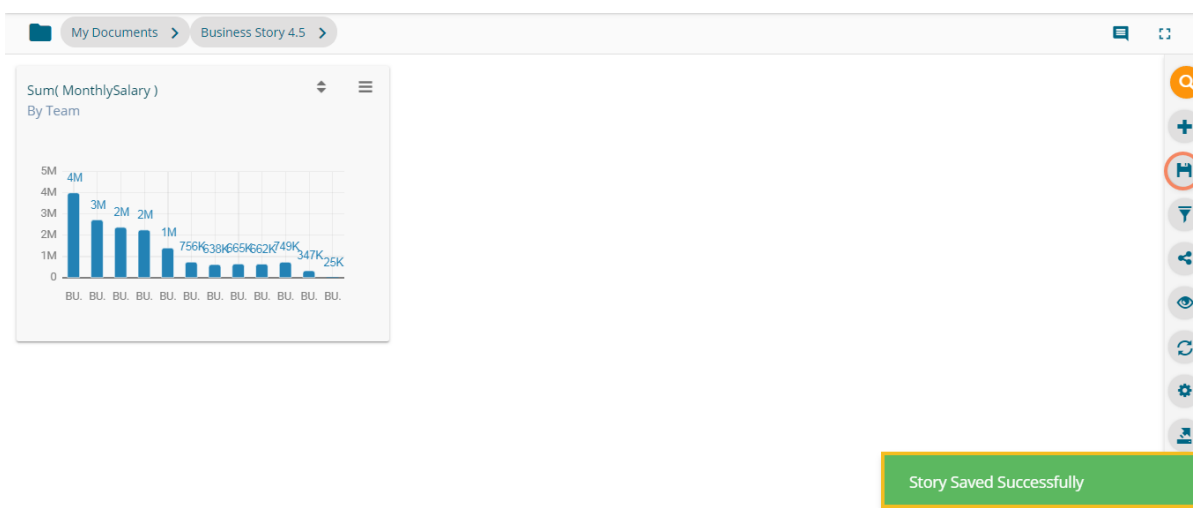 My Documents
Business Story 4.5
Sum( MonthlySalary )
By Team
5M
4M
3M
2M
1M
0
4M
3M
2M
2M
1M
756K
638K
665K
662K
749K
347K
25K
BU. BU. BU. BU. BU. BU. BU. BU. BU. BU. BU. BU.
Story Saved Successfully